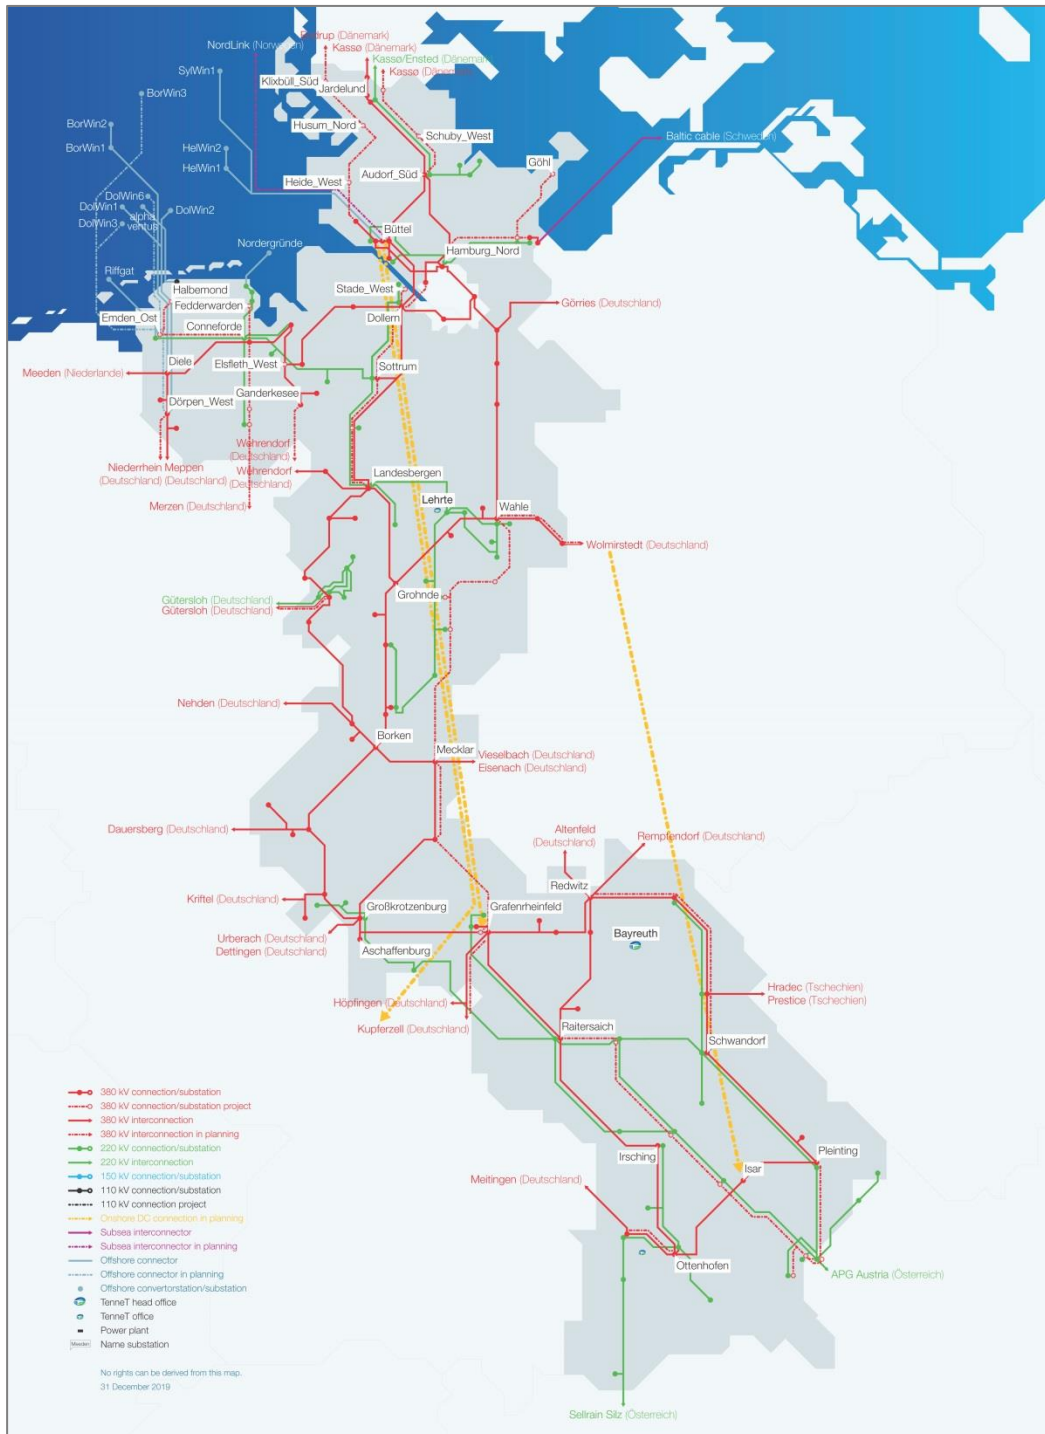 Endrup (Dänemark)
NordLink (Norwegen)
Kassø (Dänemark)
Kassø/Ensted (Dänemark)
Kassø (Dänemark)
SylWin1
Klixbüll_Süd
Jardelund
BorWin3
Husum_Nord
BorWin2
Schuby_West
Baltic cable (Schweden)
BorWin1
HelWin2
HelWin1
Göhl
Audorf_Süd
Heide_West
DolWin6
DolWin1
alpha
ventus
DolWin2
DolWin3
Büttel
Nordergründe
Hamburg_Nord
Riffgat
Halbemond
Stade_West
Fedderwarden
Görries (Deutschland)
Emden_Ost
Dollern
Conneforde
Diele
Elsfleth_West
Sottrum
Meeden (Niederlande)
Ganderkesee
Dörpen_West
Wehrendorf
(Deutschland)
Niederrhein Meppen
(Deutschland) (Deutschland)
Wehrendorf
(Deutschland)
Landesbergen
Lehrte
Wahle
Merzen (Deutschland)
Wolmirstedt (Deutschland)
Grohnde
Gütersloh (Deutschland)
Gütersloh (Deutschland)
Nehden (Deutschland)
Borken
Mecklar
Vieselbach (Deutschland)
Eisenach (Deutschland)
Dauersberg (Deutschland)
Altenfeld
(Deutschland)
Rempfendorf (Deutschland)
Redwitz
Kriftel (Deutschland)
Großkrotzenburg
Grafenrheinfeld
Urberach (Deutschland)
Dettingen (Deutschland)
Aschaffenburg
Bayreuth
Hradec (Tschechien)
Prestice (Tschechien)
Höpfingen (Deutschland)
Kupferzell (Deutschland)
Raitersaich
Schwandorf
Irsching
Pleinting
Isar
Meitingen (Deutschland)
Ottenhofen
APG Austria (Österreich)
Sellrain Silz (Österreich)
380 kV connection/substation
380 kV connection/substation project
380 kV interconnection
380 kV interconnection in planning
220 kV connection/substation
220 kV interconnection
150 kV connection/substation
110 kV connection/substation
110 kV connection project
Onshore DC connection in planning
Subsea interconnector
Subsea interconnector in planning
Offshore connector
Offshore connector in planning
Offshore convertorstation/substation
TenneT head office
TenneT office
Power plant
Meeden Name substation
No rights can be derived from this map.
31 December 2019